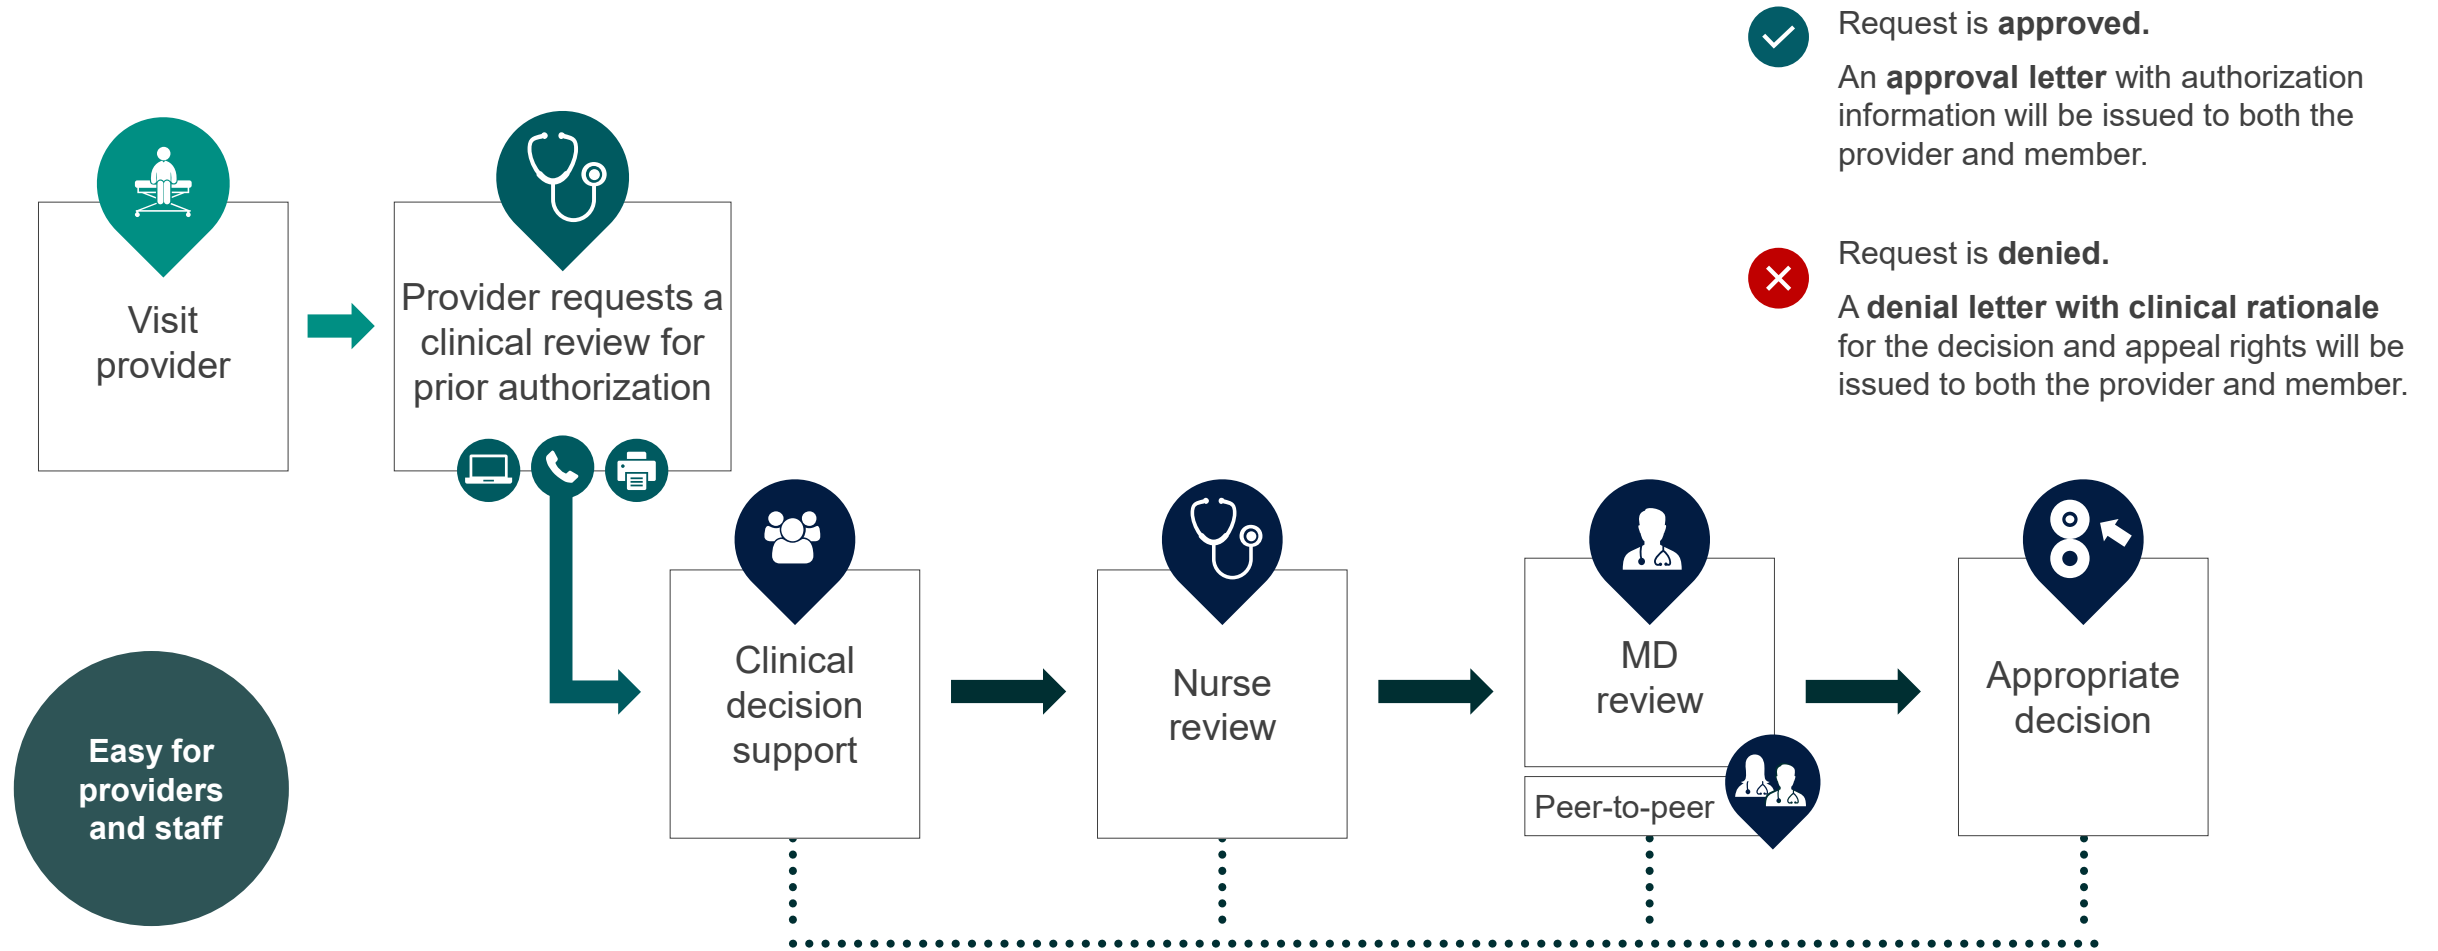 Request is approved.
An approval letter with authorization
information will be issued to both the
provider and member.
Request is denied.
A denial letter with clinical rationale
for the decision and appeal rights will be
issued to both the provider and member.
Visit
provider
Provider requests a
clinical review for
prior authorization
Clinical
decision
support
Nurse
review
MD
review
Peer-to-peer
Appropriate
decision
Easy for
providers
and staff